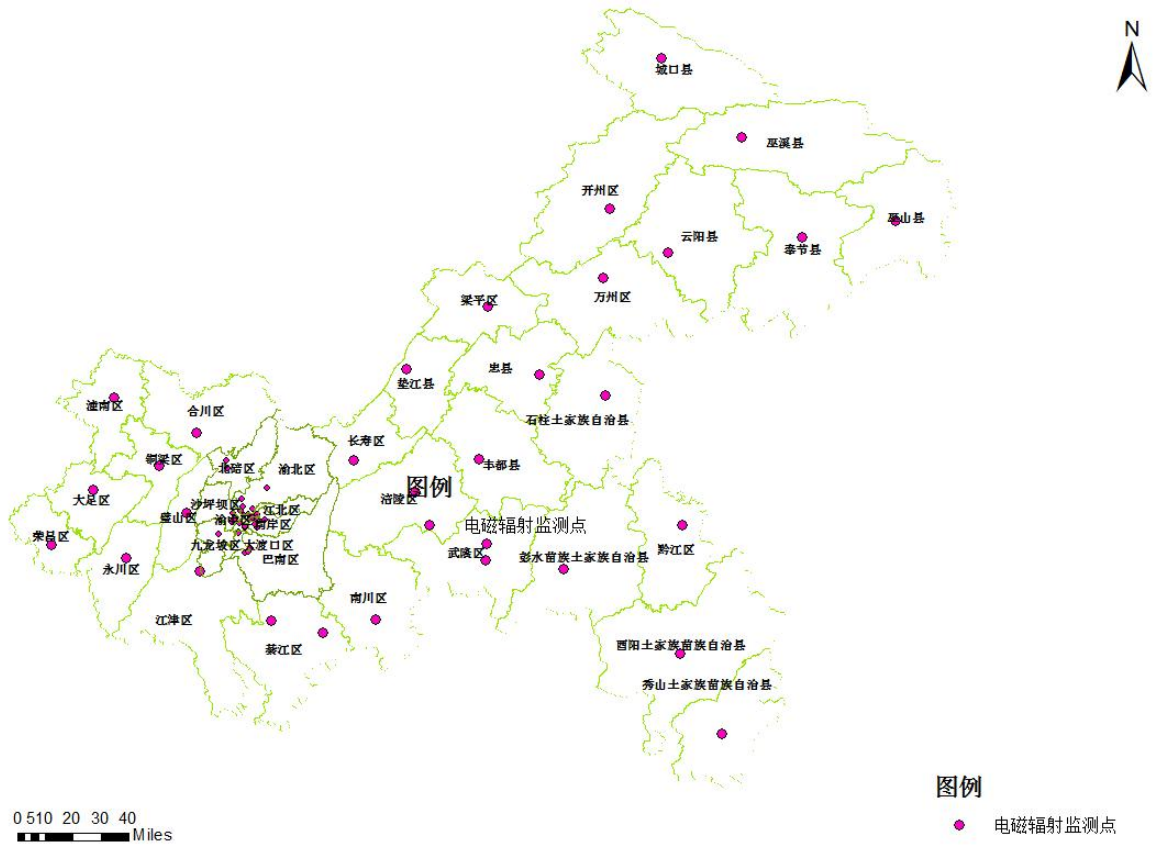 N
城口县
巫溪县
开州区
巫山县
云阳县
奉节县
万州区
梁平区
忠县
垫江县
石柱土家族自治县
潼南区
合川区
长寿区
铜梁区
北碚区
渝北区
丰都县
图例
大足区
涪陵区
沙坪坝区
江北区
璧山区
渝中区
南岸区
电磁辐射监测点
荣昌区
九龙坡区
大渡口区
武隆区
彭水苗族土家族自治县
黔江区
巴南区
永川区
南川区
江津区
綦江区
酉阳土家族苗族自治县
秀山土家族苗族自治县
图例
电磁辐射监测点
0 5 10 20 30 40
Miles